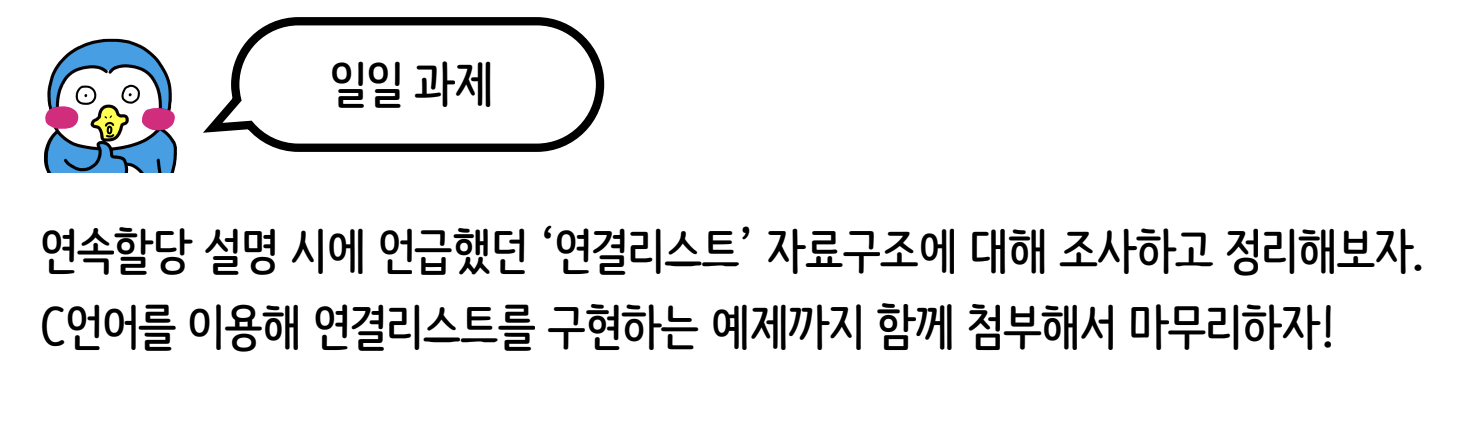 일일 과제
연속할당 설명 시에 언급했던 ‘연결리스트’ 자료구조에 대해 조사하고 정리해보자.
C언어를 이용해 연결리스트를 구현하는 예제까지 함께 첨부해서 마무리하자!